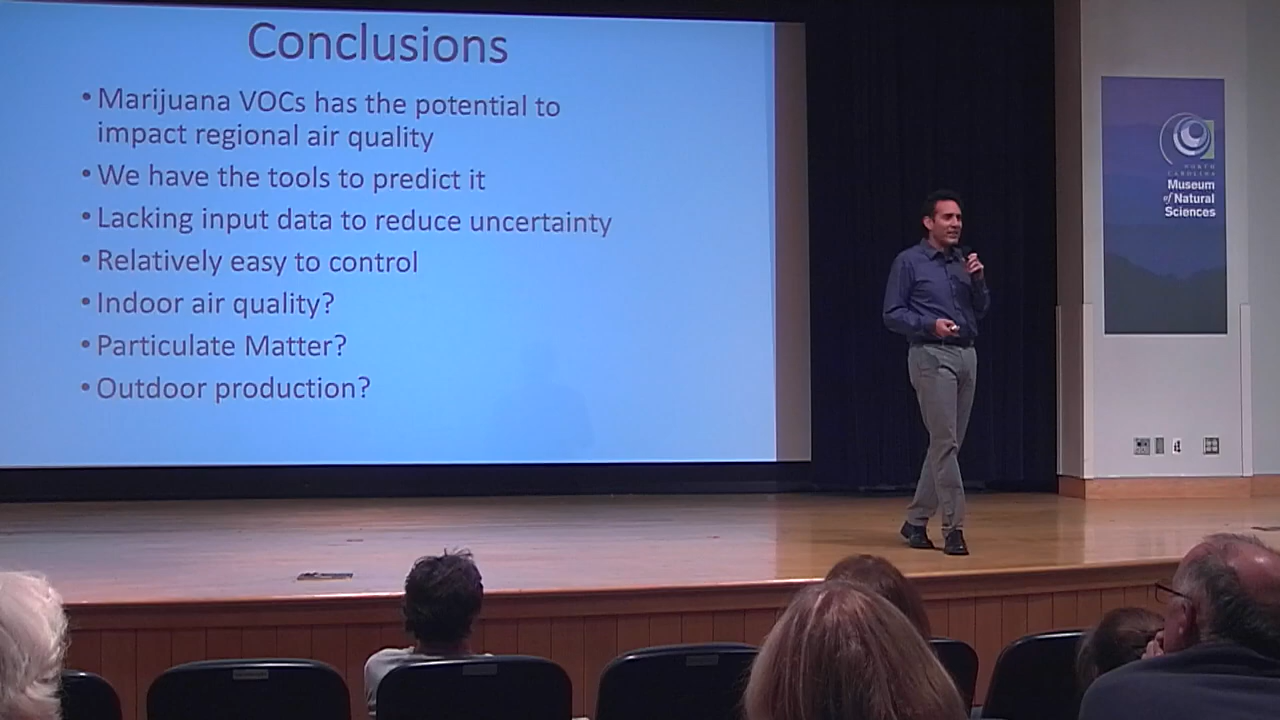 Conclusions
• Marijuana VOCs has the potential to
impact regional air quality
• We have the tools to predict it
• Lacking input data to reduce uncertainty
• Relatively easy to control
• Indoor air quality?
• Particulate Matter?
• Outdoor production?
NORTH
CAROLINA
Museum
of Natural
Sciences